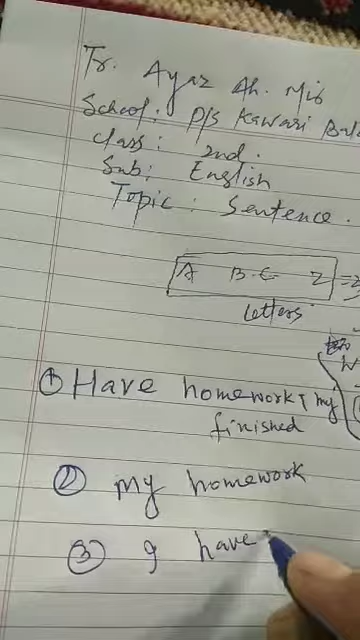 Tr. Ayaz Ah. Mir
School: P/s Kawari
Class: 2nd.
Sub: English
Topic: Sentence.
A B C Z
letters
① Have homework I my
finished
② my homework
③ I have